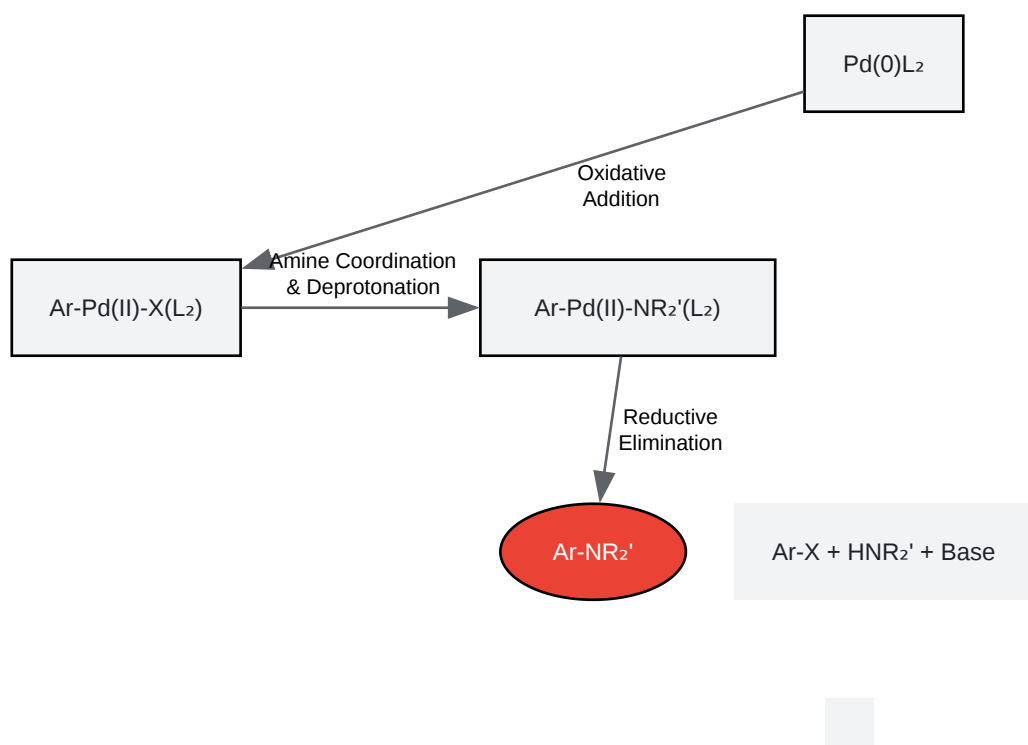 Pd(0)L₂
Oxidative
Addition
Amine Coordination
& Deprotonation
Ar-Pd(II)-X(L₂)
Ar-Pd(II)-NR₂'(L₂)
Reductive
Elimination
Ar-NR₂'
Ar-X + HNR₂' + Base